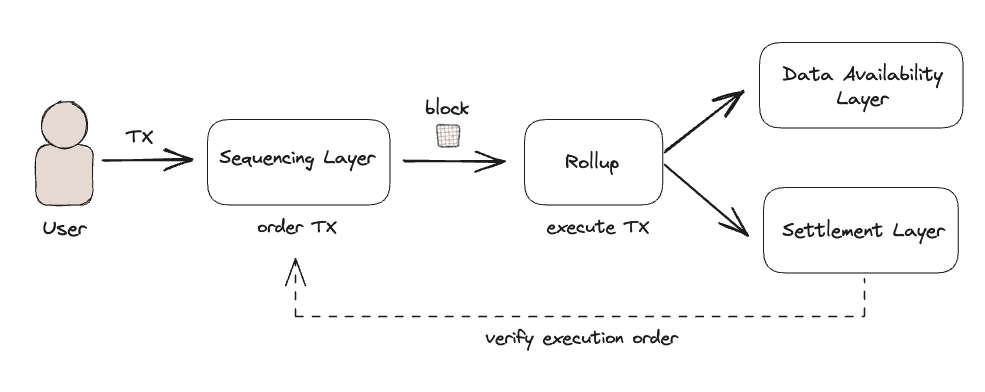 TX
User
Sequencing Layer
order TX
block
Rollup
execute TX
Data Availability
Layer
Settlement Layer
verify execution order